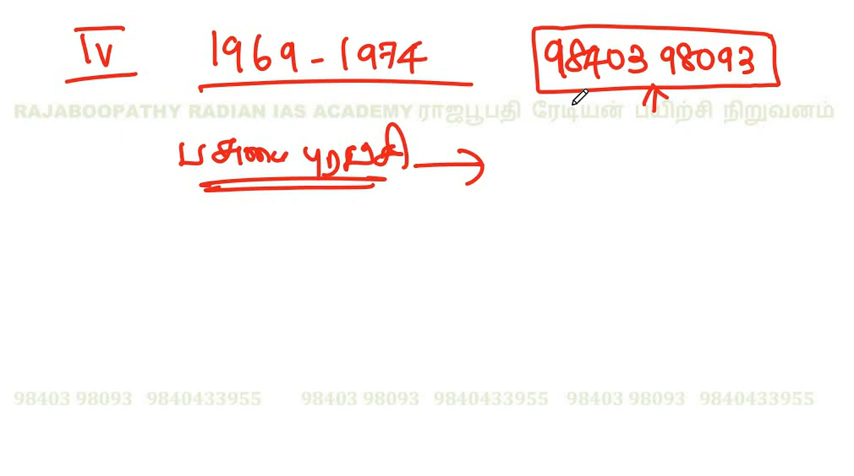 IV 1969-1974 98403 98093
RAJABOOPATHY RADIAN IAS ACADEMY ராஜபூபதி ரேடியன் பயிற்சி நிறுவனம்
பசுமை புரட்சி
98403 98093 9840433955 98403 98093 9840433955 98403 98093 9840433955